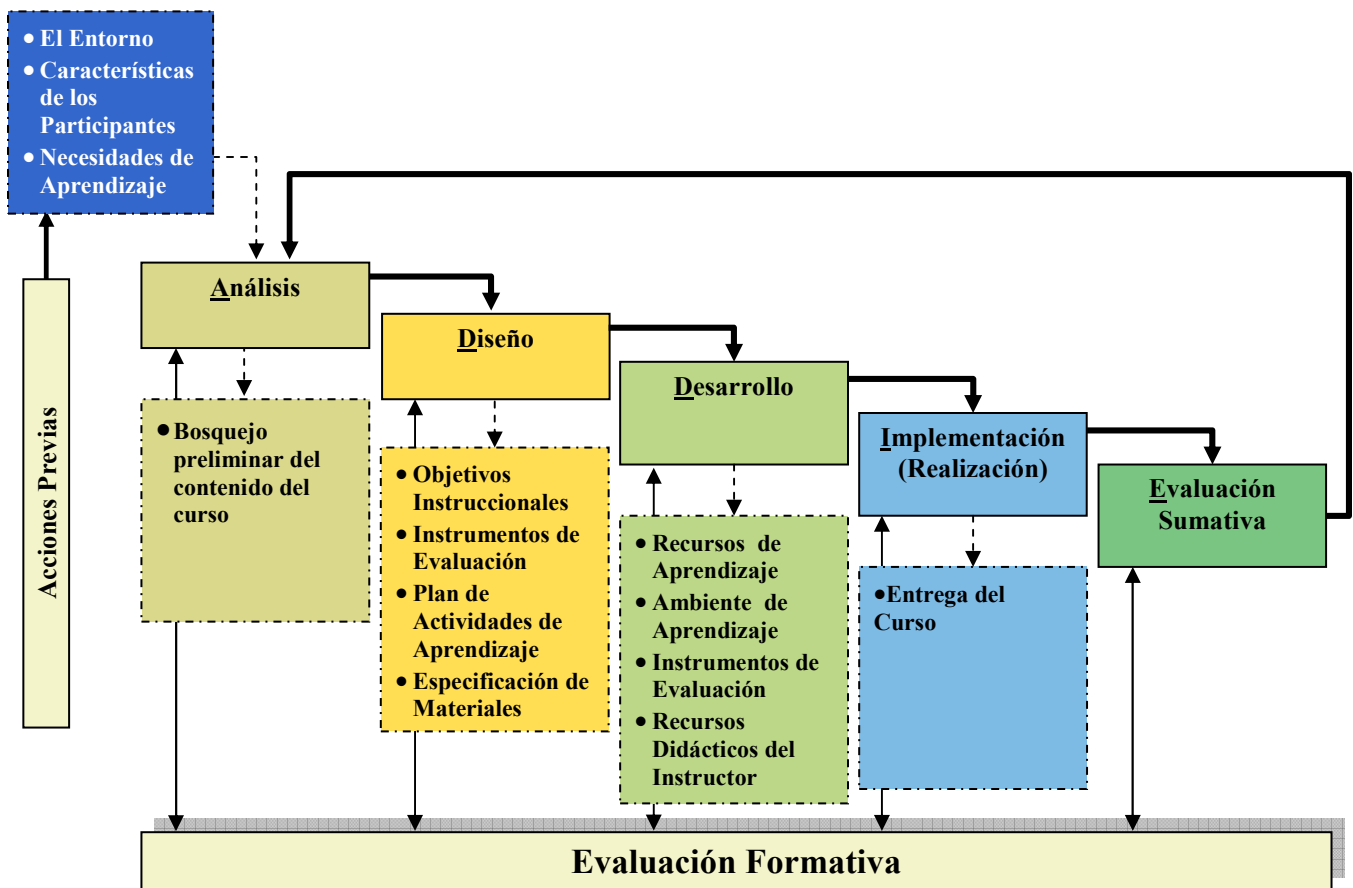 • El Entorno
• Características
de los
Participantes
• Necesidades de
Aprendizaje
Acciones Previas
Análisis
• Bosquejo
preliminar del
contenido del
curso
Diseño
• Objetivos
Instruccionales
• Instrumentos de
Evaluación
• Plan de
Actividades de
Aprendizaje
• Especificación de
Materiales
Desarrollo
• Recursos de
Aprendizaje
• Ambiente de
Aprendizaje
• Instrumentos de
Evaluación
• Recursos
Didácticos del
Instructor
Implementación
(Realización)
•Entrega del
Curso
Evaluación
Sumativa
Evaluación Formativa